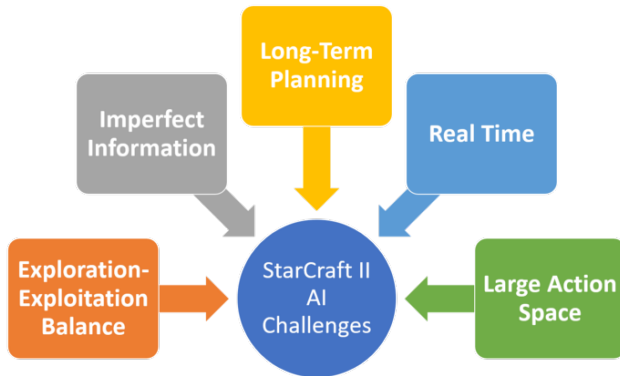 Long-Term
Planning
Imperfect
Information
Real Time
Exploration-
Exploitation
Balance
StarCraft II
AI
Challenges
Large Action
Space